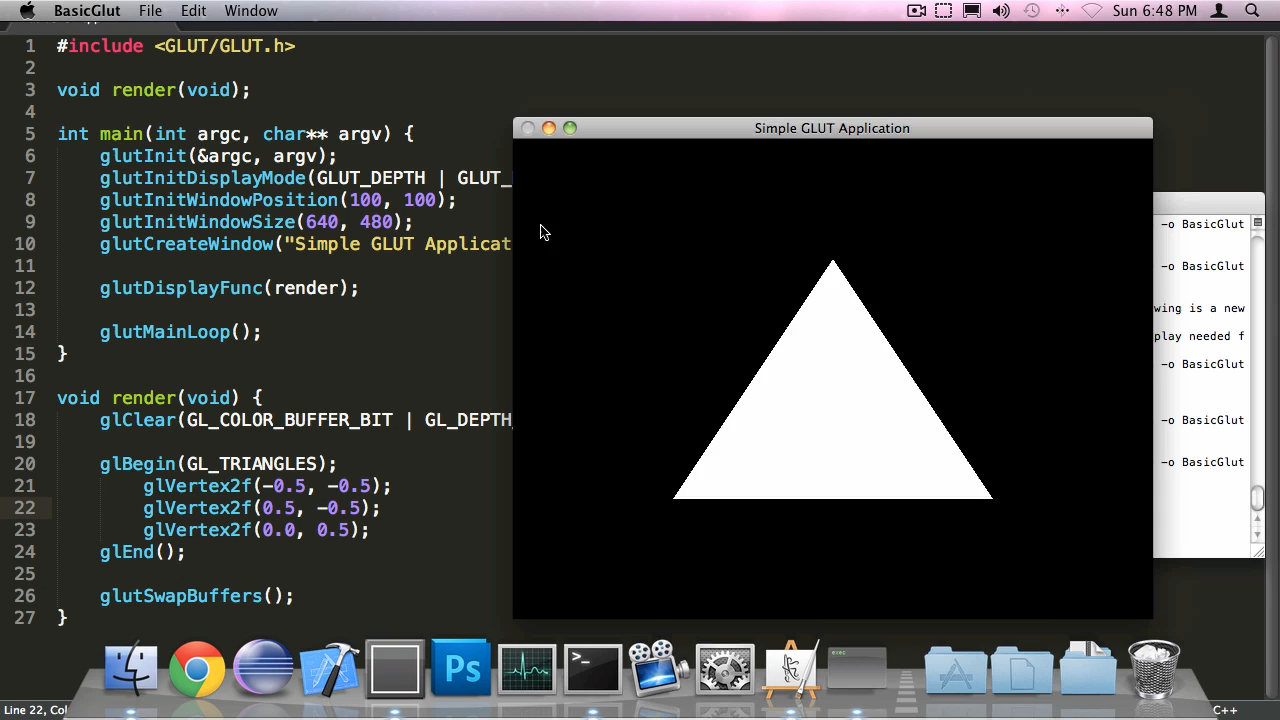 BasicGlut File Edit Window Sun 6:48 PM
1 #include <GLUT/GLUT.h>
2
3 void render(void);
4
5 int main(int argc, char** argv) {
6 glutInit(&argc, argv);
7 glutInitDisplayMode(GLUT_DEPTH | GLUT_
8 glutInitWindowPosition(100, 100);
9 glutInitWindowSize(640, 480);
10 glutCreateWindow("Simple GLUT Applicat
11
12 glutDisplayFunc(render);
13
14 glutMainLoop();
15 }
16
17 void render(void) {
18 glClear(GL_COLOR_BUFFER_BIT | GL_DEPTH_
19
20 glBegin(GL_TRIANGLES);
21 glVertex2f(-0.5, -0.5);
22 glVertex2f(0.5, -0.5);
23 glVertex2f(0.0, 0.5);
24 glEnd();
25
26 glutSwapBuffers();
27 }
Simple GLUT Application
-o BasicGlut
-o BasicGlut
wing is a new
play needed f
-o BasicGlut
-o BasicGlut
-o BasicGlut
Ps
>_
exec
Line 22, Col
C++